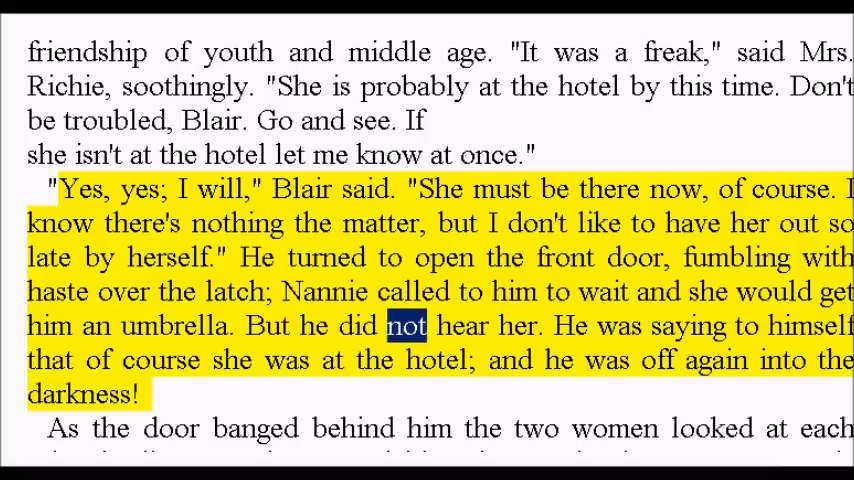 friendship of youth and middle age. "It was a freak," said Mrs.
Richie, soothingly. "She is probably at the hotel by this time. Don't
be troubled, Blair. Go and see. If
she isn't at the hotel let me know at once."
"Yes, yes; I will," Blair said. "She must be there now, of course. I
know there's nothing the matter, but I don't like to have her out so
late by herself." He turned to open the front door, fumbling with
haste over the latch; Nannie called to him to wait and she would get
him an umbrella. But he did not hear her. He was saying to himself
that of course she was at the hotel; and he was off again into the
darkness!
As the door banged behind him the two women looked at each